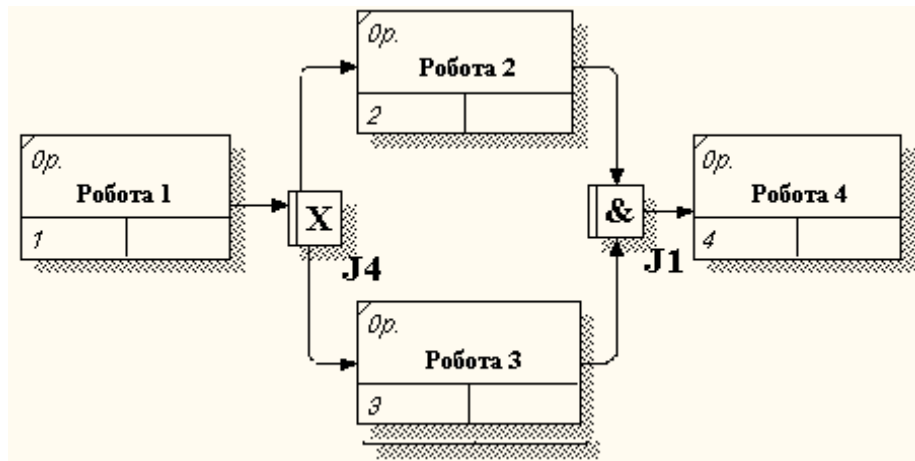 0р.
Робота 2
2
0р.
Робота 1
1
X
J4
&
J1
0р.
Робота 4
4
0р.
Робота 3
3